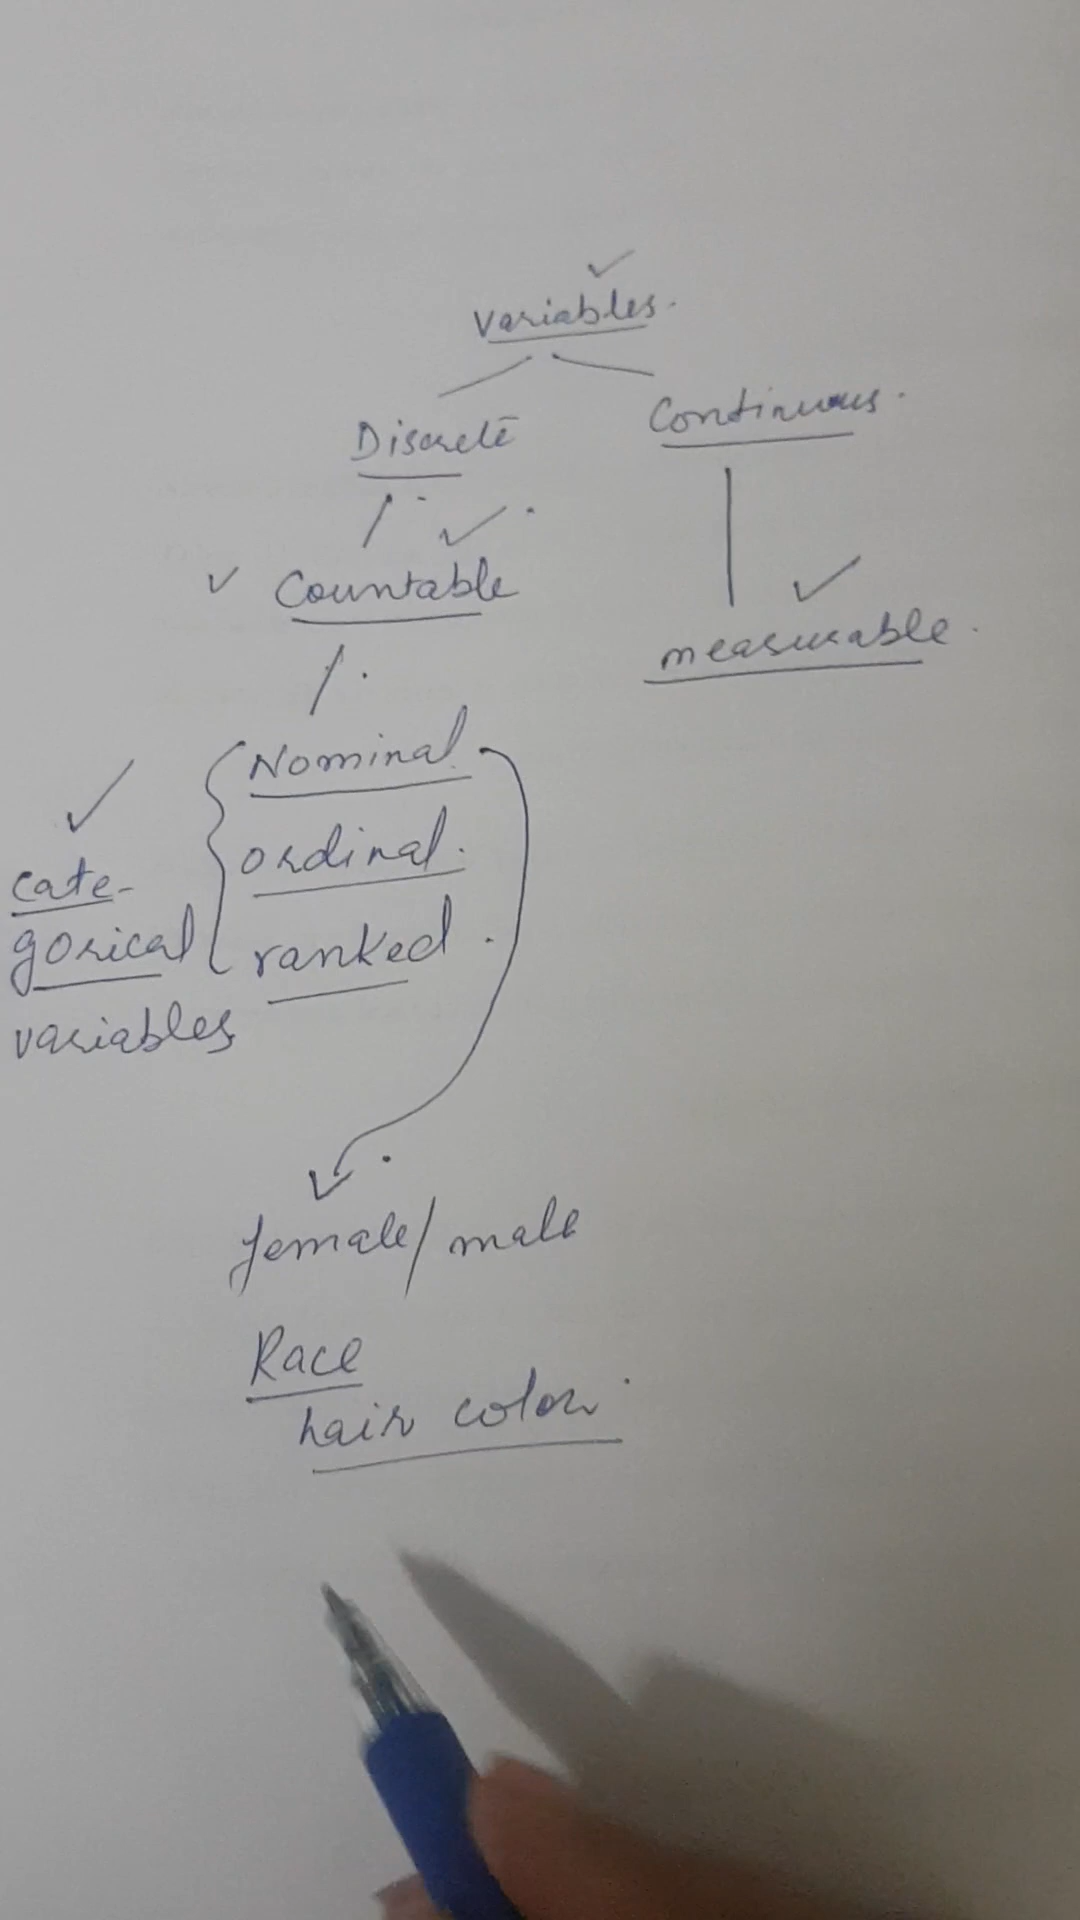 variables.
Discrete
Continuous.
Countable
measurable.
Nominal.
ordinal.
ranked.
cate-
gorical
variables
female/male
Race
hair color.